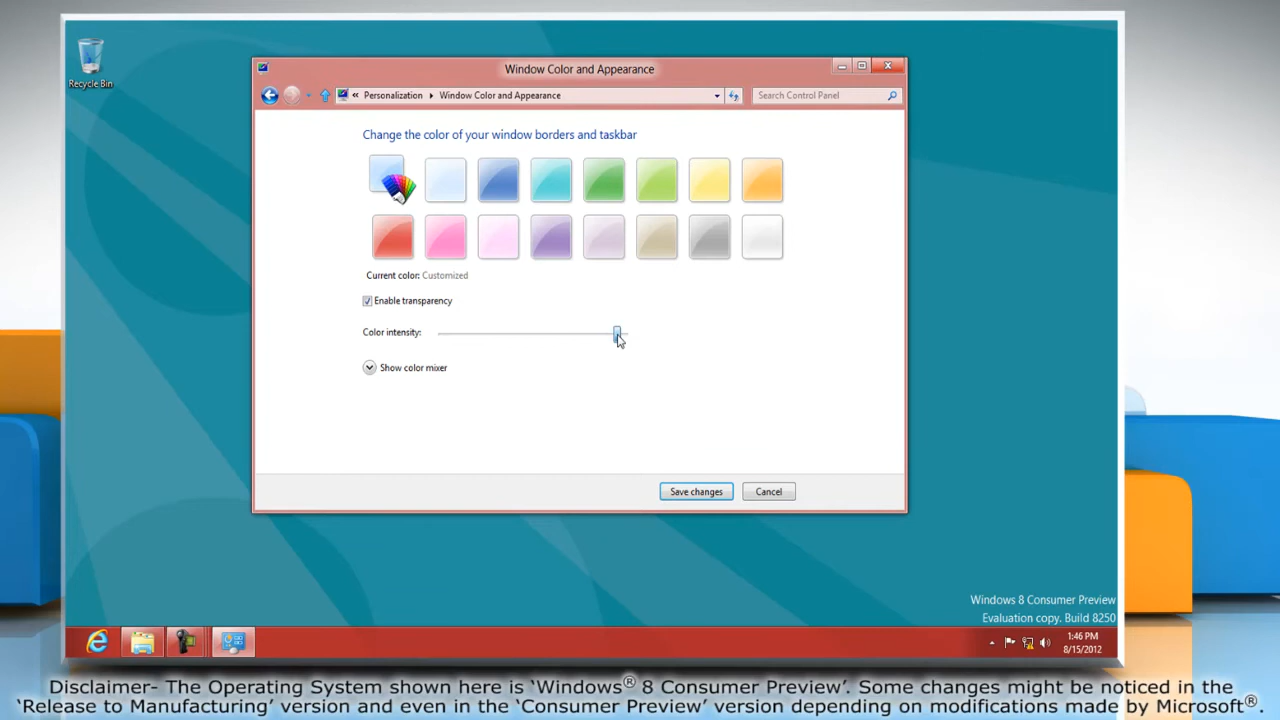 Recycle Bin
Window Color and Appearance
« Personalization Window Color and Appearance
Search Control Panel
Change the color of your window borders and taskbar
Current color: Customized
Enable transparency
Color intensity:
Show color mixer
Save changes
Cancel
Windows 8 Consumer Preview
Evaluation copy. Build 8250
1:46 PM
8/15/2012
Disclaimer- The Operating System shown here is ‘Windows® 8 Consumer Preview’. Some changes might be noticed in the
‘Release to Manufacturing’ version and even in the ‘Consumer Preview’ version depending on modifications made by Microsoft®.